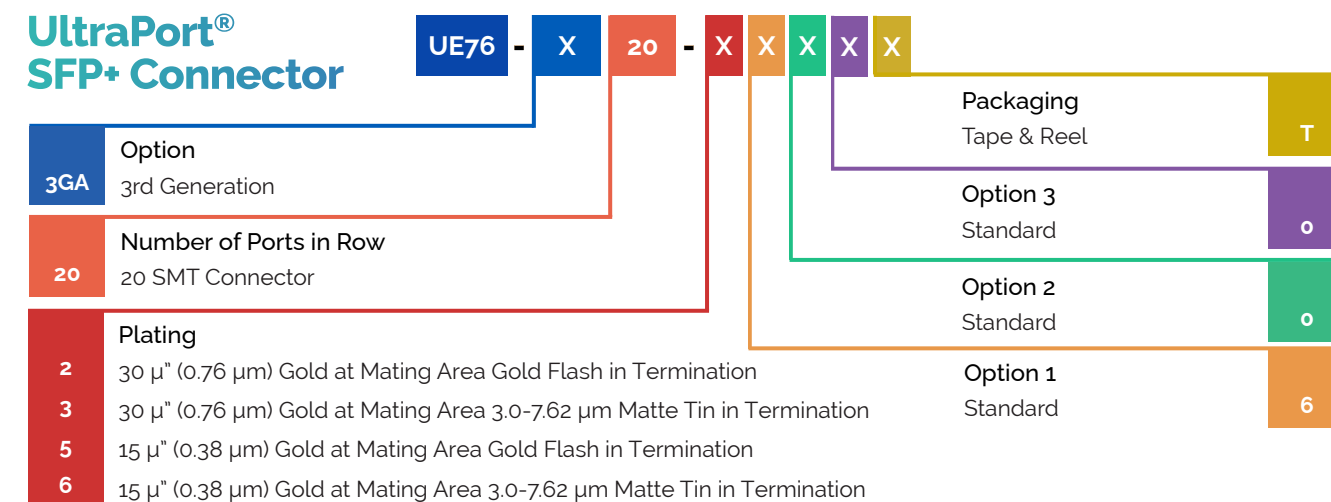 UltraPort®
SFP+ Connector
UE76 - X 20 - X X X X X
Option
3GA 3rd Generation
Number of Ports in Row
20 20 SMT Connector
Plating
2 30 µ” (0.76 µm) Gold at Mating Area Gold Flash in Termination
3 30 µ” (0.76 µm) Gold at Mating Area 3.0-7.62 µm Matte Tin in Termination
5 15 µ” (0.38 µm) Gold at Mating Area Gold Flash in Termination
6 15 µ” (0.38 µm) Gold at Mating Area 3.0-7.62 µm Matte Tin in Termination
Packaging
Tape & Reel T
Option 3
Standard 0
Option 2
Standard 0
Option 1
Standard 6